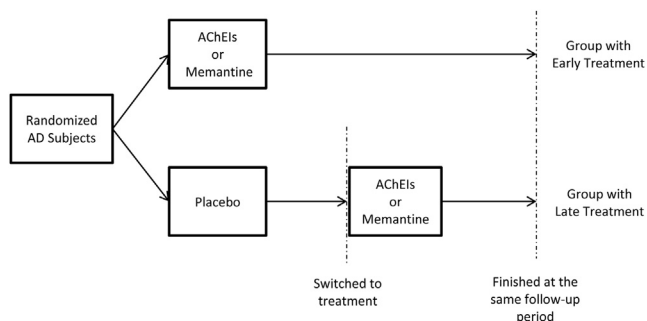 AChEIs
or
Memantine
Group with
Early Treatment
Randomized
AD Subjects
Placebo
AChEIs
or
Memantine
Group with
Late Treatment
Switched to
treatment
Finished at the
same follow-up
period